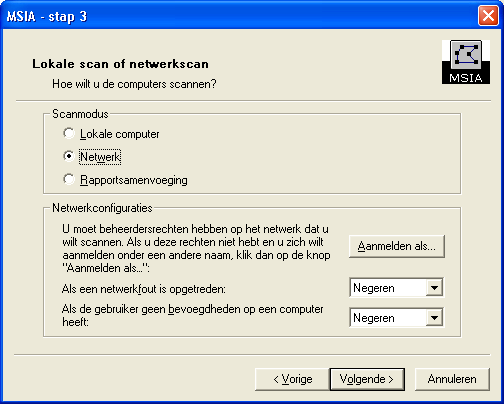 MSIA - stap 3
Lokale scan of netwerkscan
Hoe wilt u de computers scannen?
MSIA
Scanmodus
Lokale computer
Netwerk
Rapportsamenvoeging
Netwerkconfiguraties
U moet beheerdersrechten hebben op het netwerk dat u
wilt scannen. Als u deze rechten niet hebt en u zich wilt
aanmelden onder een andere naam, klik dan op de knop
"Aanmelden als...":
Aanmelden als...
Als een netwerkfout is opgetreden:
Negeren
Als de gebruiker geen bevoegdheden op een computer
heeft:
Negeren
< Vorige
Volgende >
Annuleren